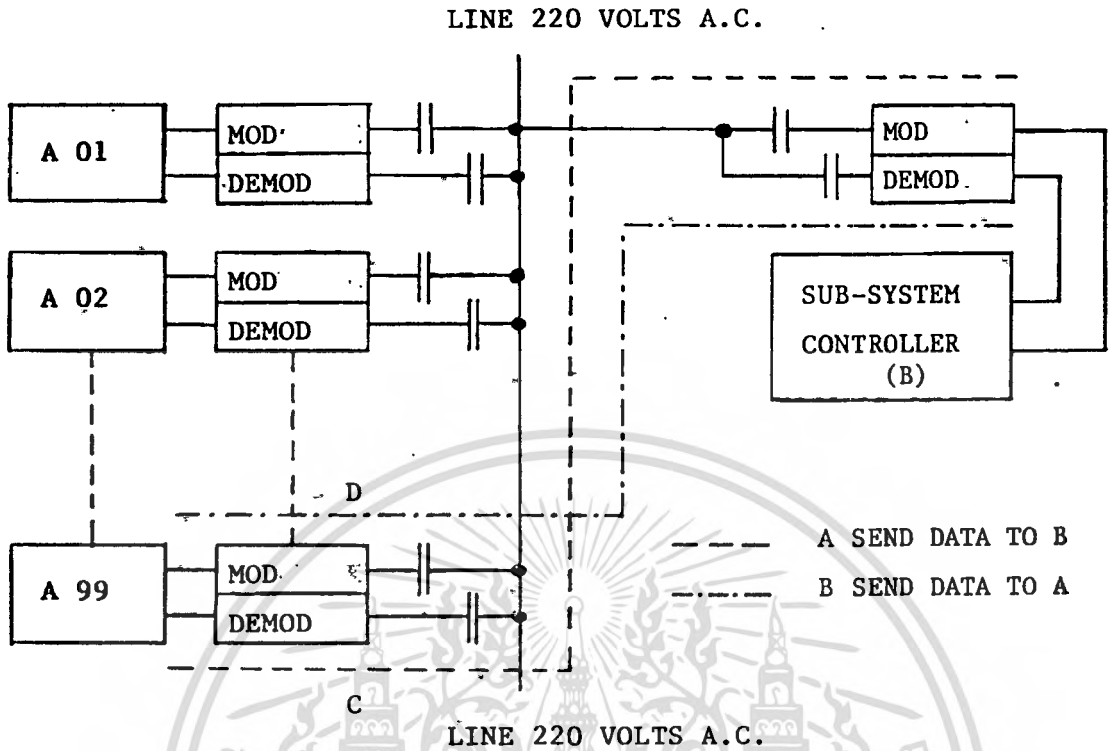 LINE 220 VOLTS A.C.
A 01
MOD
DEMOD
MOD
DEMOD
A 02
MOD
DEMOD
SUB-SYSTEM
CONTROLLER
(B)
D
A 99
MOD
DEMOD
A SEND DATA TO B
B SEND DATA TO A
C
LINE 220 VOLTS A.C.